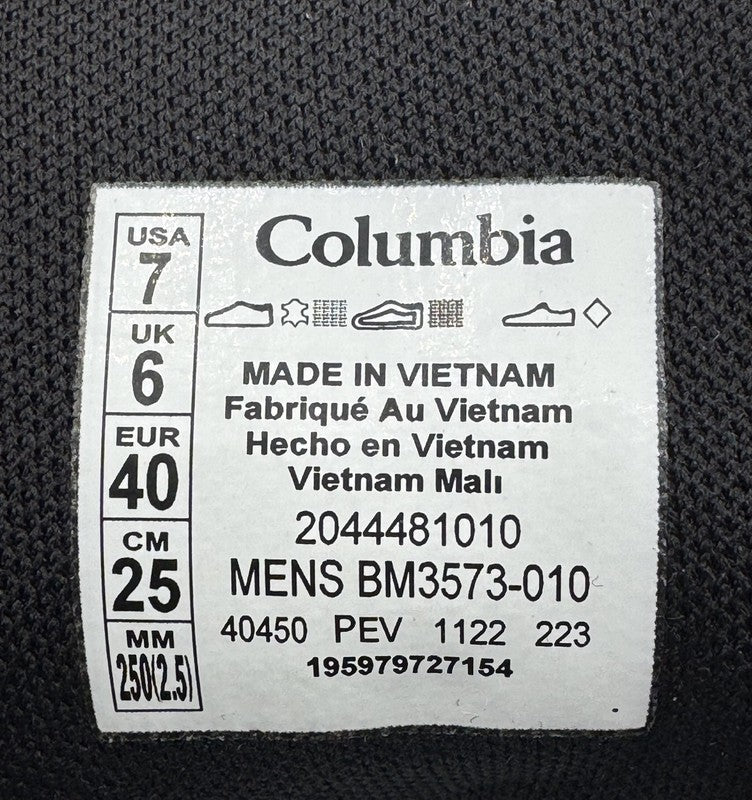 USA
7
UK
6
EUR
40
CM
25
MM
250(2.5)
Columbia
MADE IN VIETNAM
Fabriqué Au Vietnam
Hecho en Vietnam
Vietnam Malı
2044481010
MENS BM3573-010
40450 PEV 1122 223
195979727154